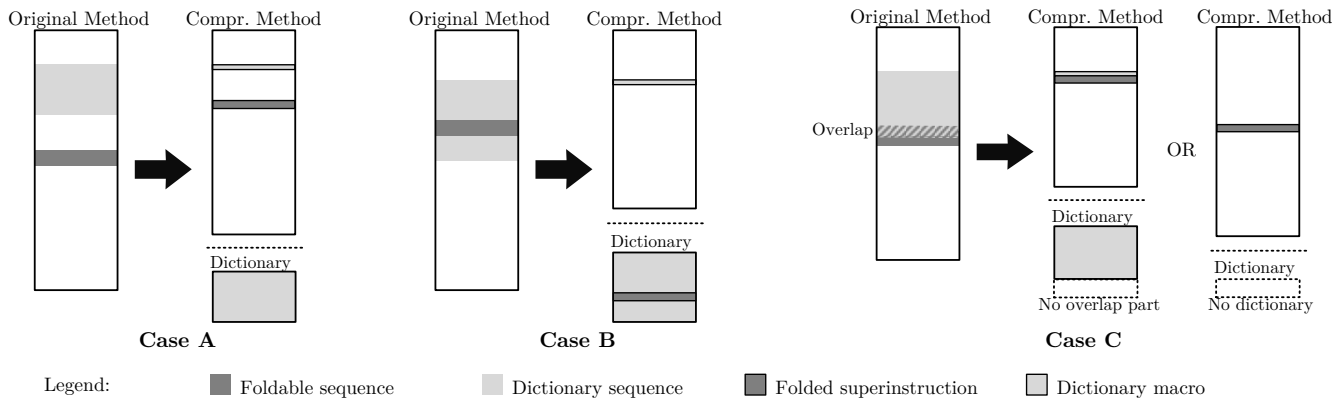 Original Method
Compr. Method
Dictionary
Case A
Original Method
Compr. Method
Dictionary
Case B
Original Method
Compr. Method
Compr. Method
Overlap
OR
Dictionary
No overlap part
Dictionary
No dictionary
Case C
Legend:
Foldable sequence
Dictionary sequence
Folded superinstruction
Dictionary macro